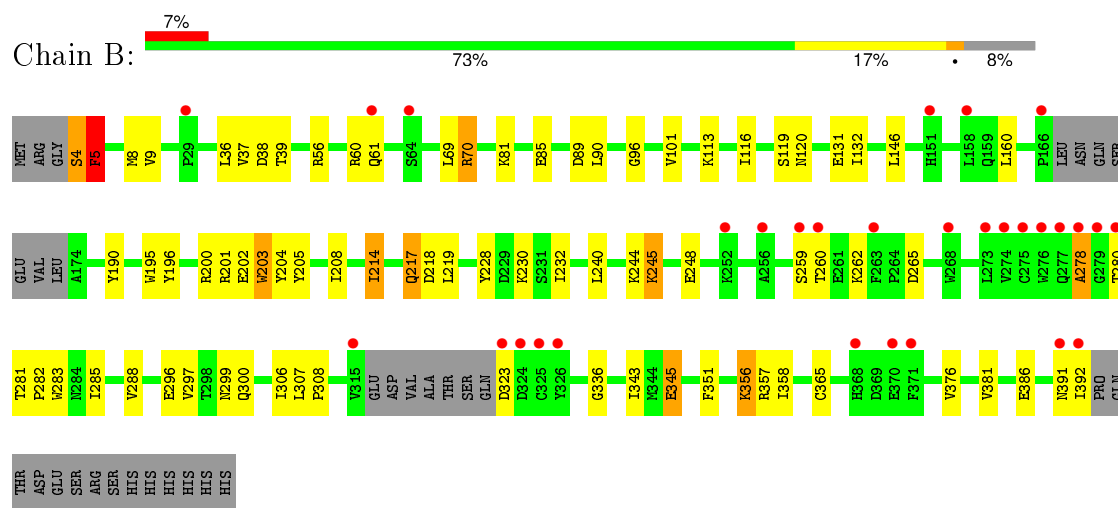 7%
Chain B:
73% 17% • 8%
MET ARG GLY S4 F5 M8 V9 P29 L36 V37 D38 T39 R56 R60 Q61 S64 L69 R70 K81 E85 D89 L90 G96 V101 K113 I116 S119 N120 E131 I132 L146 H151 L158 Q159 L160 P166 LEU ASN GLN SER
GLU VAL LEU A174 Y190 W195 Y196 R200 R201 E202 W203 Y204 Y205 I208 I214 Q217 D218 L219 Y228 D229 K230 S231 I232 L240 K244 K245 E248 K252 A256 S259 T260 E261 K262 F263 P264 D265 W268 L273 V274 C275 W276 Q277 A278 G279 T280
T281 P282 W283 N284 I285 V288 E296 V297 T298 N299 Q300 I306 L307 P308 V315 GLU ASP VAL ALA THR SER GLN D323 D324 C325 Y326 G336 I343 M344 E345 F351 K356 R357 I358 C365 H368 D369 E370 F371 V376 V381 E386 N391 I392 PRO GLN
THR ASP GLU SER ARG SER HIS HIS HIS HIS HIS HIS